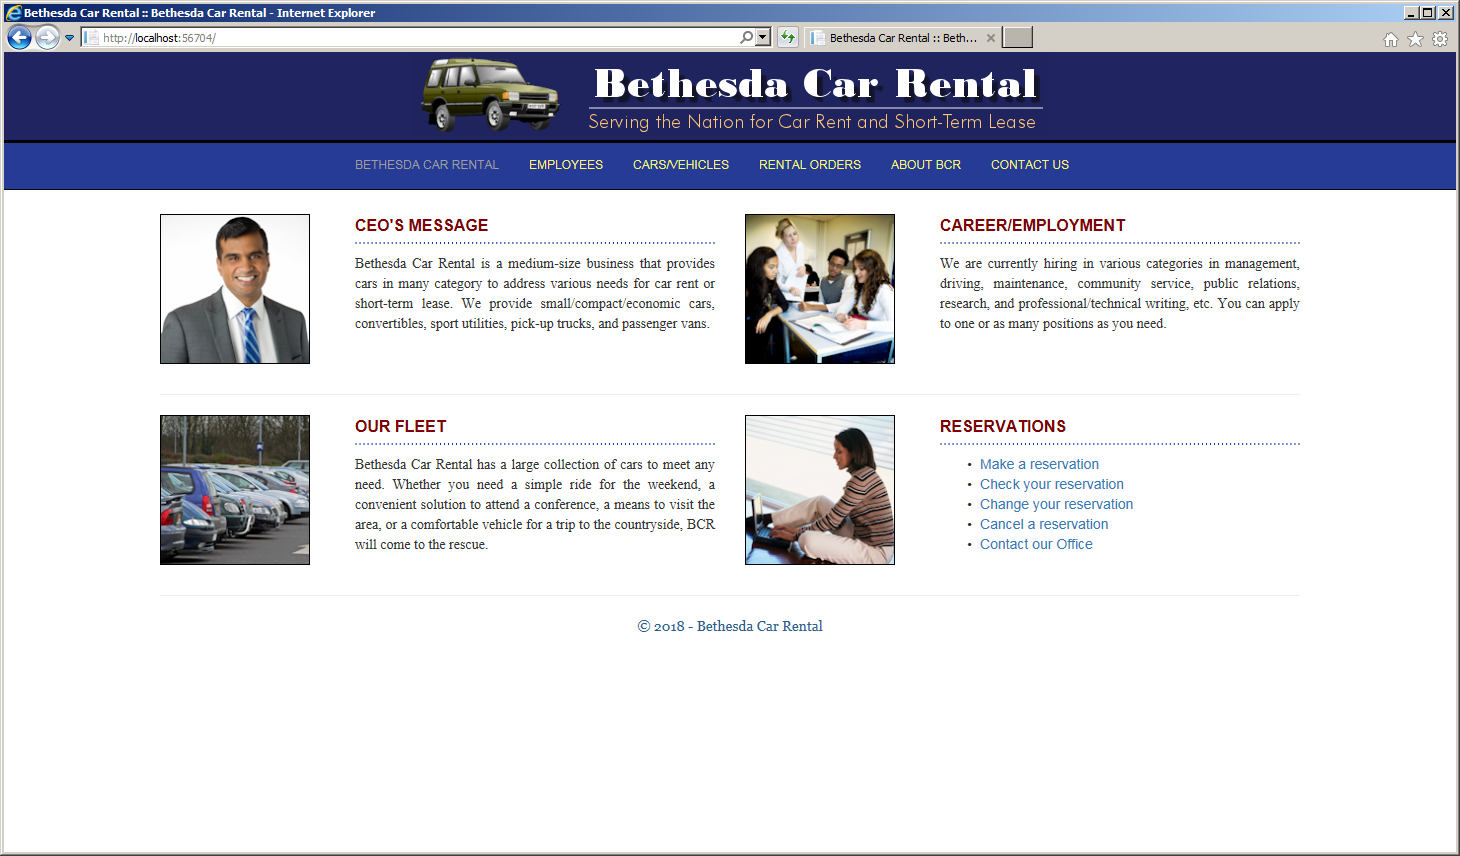 Bethesda Car Rental :: Bethesda Car Rental - Internet Explorer
http://localhost:56704/
Bethesda Car Rental :: Beth...
Bethesda Car Rental
Serving the Nation for Car Rent and Short-Term Lease
BETHESDA CAR RENTAL EMPLOYEES CARS/VEHICLES RENTAL ORDERS ABOUT BCR CONTACT US
CEO'S MESSAGE
Bethesda Car Rental is a medium-size business that provides
cars in many category to address various needs for car rent or
short-term lease. We provide small/compact/economic cars,
convertibles, sport utilities, pick-up trucks, and passenger vans.
CAREER/EMPLOYMENT
We are currently hiring in various categories in management,
driving, maintenance, community service, public relations,
research, and professional/technical writing, etc. You can apply
to one or as many positions as you need.
OUR FLEET
Bethesda Car Rental has a large collection of cars to meet any
need. Whether you need a simple ride for the weekend, a
convenient solution to attend a conference, a means to visit the
area, or a comfortable vehicle for a trip to the countryside, BCR
will come to the rescue.
RESERVATIONS
• Make a reservation
• Check your reservation
• Change your reservation
• Cancel a reservation
• Contact our Office
© 2018 - Bethesda Car Rental